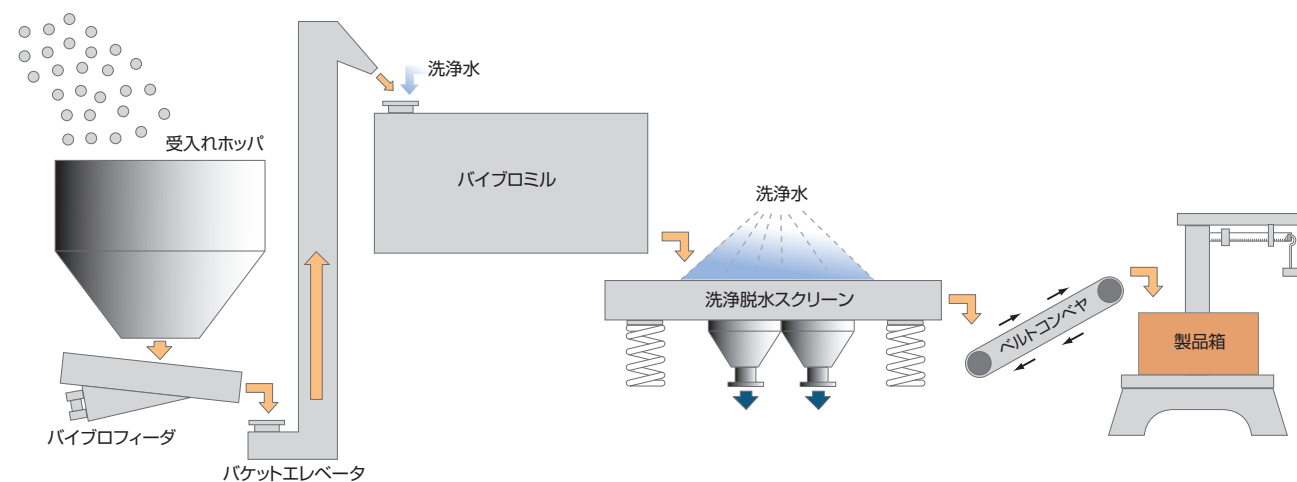 受入れホッパ
バイブロフィーダ
バケットエレベータ
洗浄水
バイブロミル
洗浄水
洗浄脱水スクリーン
ベルトコンベヤ
製品箱